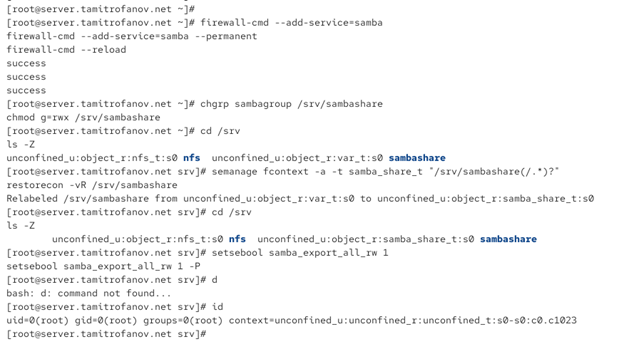 [root@server.tamitrofanov.net ~]#
[root@server.tamitrofanov.net ~]# firewall-cmd --add-service=samba
firewall-cmd --add-service=samba --permanent
firewall-cmd --reload
success
success
success
[root@server.tamitrofanov.net ~]# chgrp sambagroup /srv/sambashare
chmod g=rwx /srv/sambashare
[root@server.tamitrofanov.net ~]# cd /srv
ls -Z
unconfined_u:object_r:nfs_t:s0 nfs  unconfined_u:object_r:var_t:s0 sambashare
[root@server.tamitrofanov.net srv]# semanage fcontext -a -t samba_share_t "/srv/sambashare(/.*)?"
restorecon -vR /srv/sambashare
Relabeled /srv/sambashare from unconfined_u:object_r:var_t:s0 to unconfined_u:object_r:samba_share_t:s0
[root@server.tamitrofanov.net srv]# cd /srv
ls -Z
       unconfined_u:object_r:nfs_t:s0 nfs  unconfined_u:object_r:samba_share_t:s0 sambashare
[root@server.tamitrofanov.net srv]# setsebool samba_export_all_rw 1
setsebool samba_export_all_rw 1 -P
[root@server.tamitrofanov.net srv]# d
bash: d: command not found...
[root@server.tamitrofanov.net srv]# id
uid=0(root) gid=0(root) groups=0(root) context=unconfined_u:unconfined_r:unconfined_t:s0-s0:c0.c1023
[root@server.tamitrofanov.net srv]#